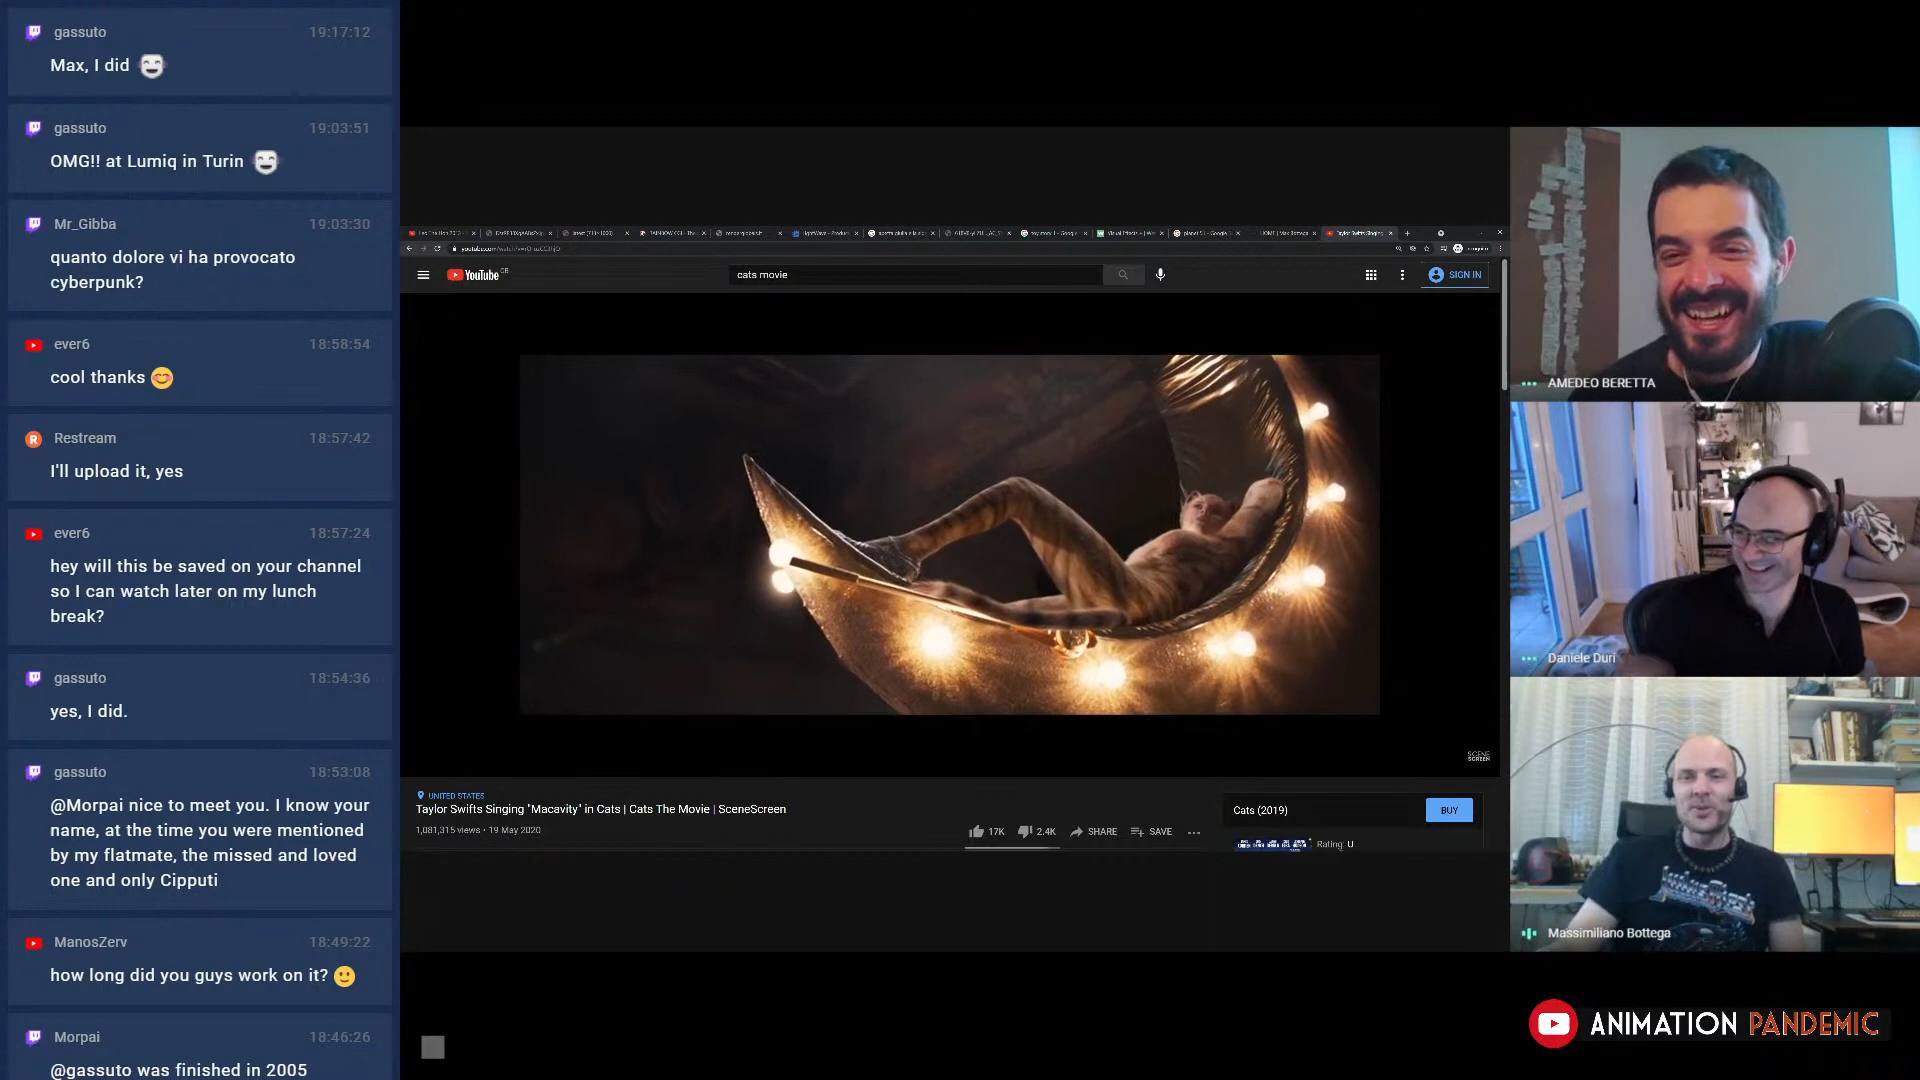 gassuto 19:17:12
Max, I did
gassuto 19:03:51
OMG!! at Lumiq in Turin
Mr_Gibba 19:03:30
quanto dolore vi ha provocato
cyberpunk?
ever6 18:58:54
cool thanks
Restream 18:57:42
I'll upload it, yes
ever6 18:57:24
hey will this be saved on your channel
so I can watch later on my lunch
break?
gassuto 18:54:36
yes, I did.
gassuto 18:53:08
@Morpai nice to meet you. I know your
name, at the time you were mentioned
by my flatmate, the missed and loved
one and only Cipputi
ManosZerv 18:49:22
how long did you guys work on it?
Morpai 18:46:26
@gassuto was finished in 2005
YouTube GB
cats movie
SIGN IN
SCENE
SCREEN
UNITED STATES
Taylor Swifts Singing "Macavity" in Cats | Cats The Movie | SceneScreen
1,081,315 views • 19 May 2020
17K 2.4K SHARE SAVE
Cats (2019)
BUY
Rating: U
AMEDEO BERETTA
Daniele Duri
Massimiliano Bottega
ANIMATION PANDEMIC